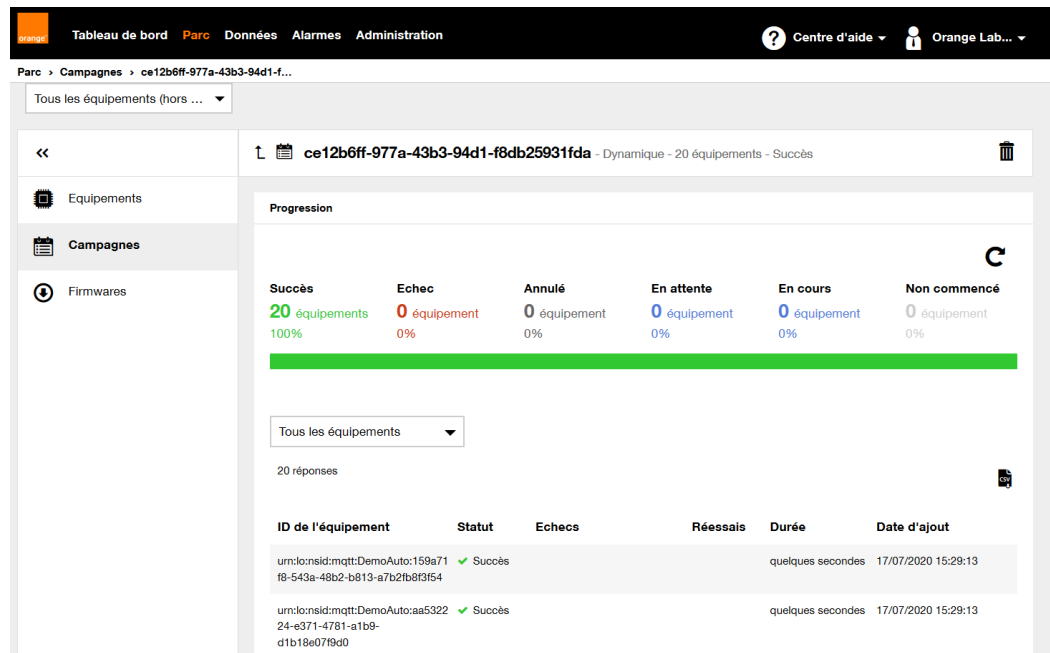 orange
Tableau de bord Parc Données Alarmes Administration
? Centre d'aide
Orange Lab...
Parc › Campagnes › ce12b6ff-977a-43b3-94d1-f...
Tous les équipements (hors ...
ce12b6ff-977a-43b3-94d1-f8db25931fda - Dynamique - 20 équipements - Succès
Equipements
Campagnes
Firmwares
Progression
Succès Echec Annulé En attente En cours Non commencé
20 équipements 0 équipement 0 équipement 0 équipement 0 équipement 0 équipement
100% 0% 0% 0% 0% 0%
Tous les équipements
20 réponses
CSV
ID de l'équipement Statut Echecs Réessais Durée Date d'ajout
urn:lo:nsid:mqtt:DemoAuto:159a71 Succès quelques secondes 17/07/2020 15:29:13
f8-543a-48b2-b813-a7b2fb8f3f54
urn:lo:nsid:mqtt:DemoAuto:aa5322 Succès quelques secondes 17/07/2020 15:29:13
24-e371-4781-a1b9-
d1b18e07f9d0